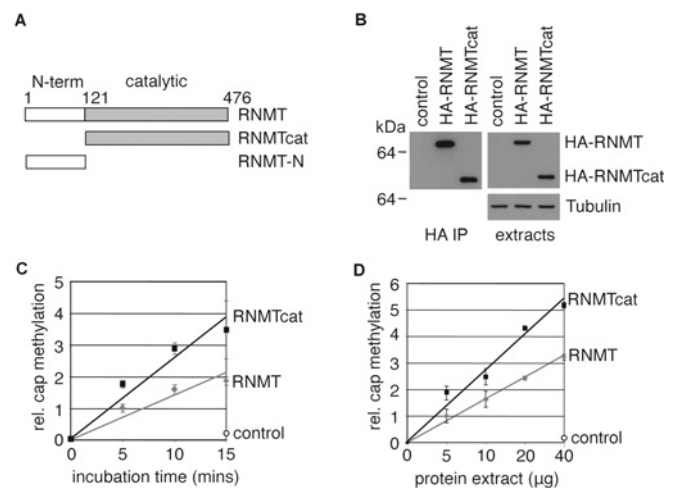 A
N-term catalytic
1 121 476
RNMT
RNMTcat
RNMT-N
B
control
HA-RNMT
HA-RNMTcat
control
HA-RNMT
HA-RNMTcat
kDa
64
64
HA-RNMT
HA-RNMTcat
Tubulin
HA IP extracts
C
rel. cap methylation
5
4
3
2
1
0
0 5 10 15
incubation time (mins)
RNMTcat
RNMT
control
D
rel. cap methylation
6
5
4
3
2
1
0
0 5 10 20 40
protein extract (µg)
RNMTcat
RNMT
control